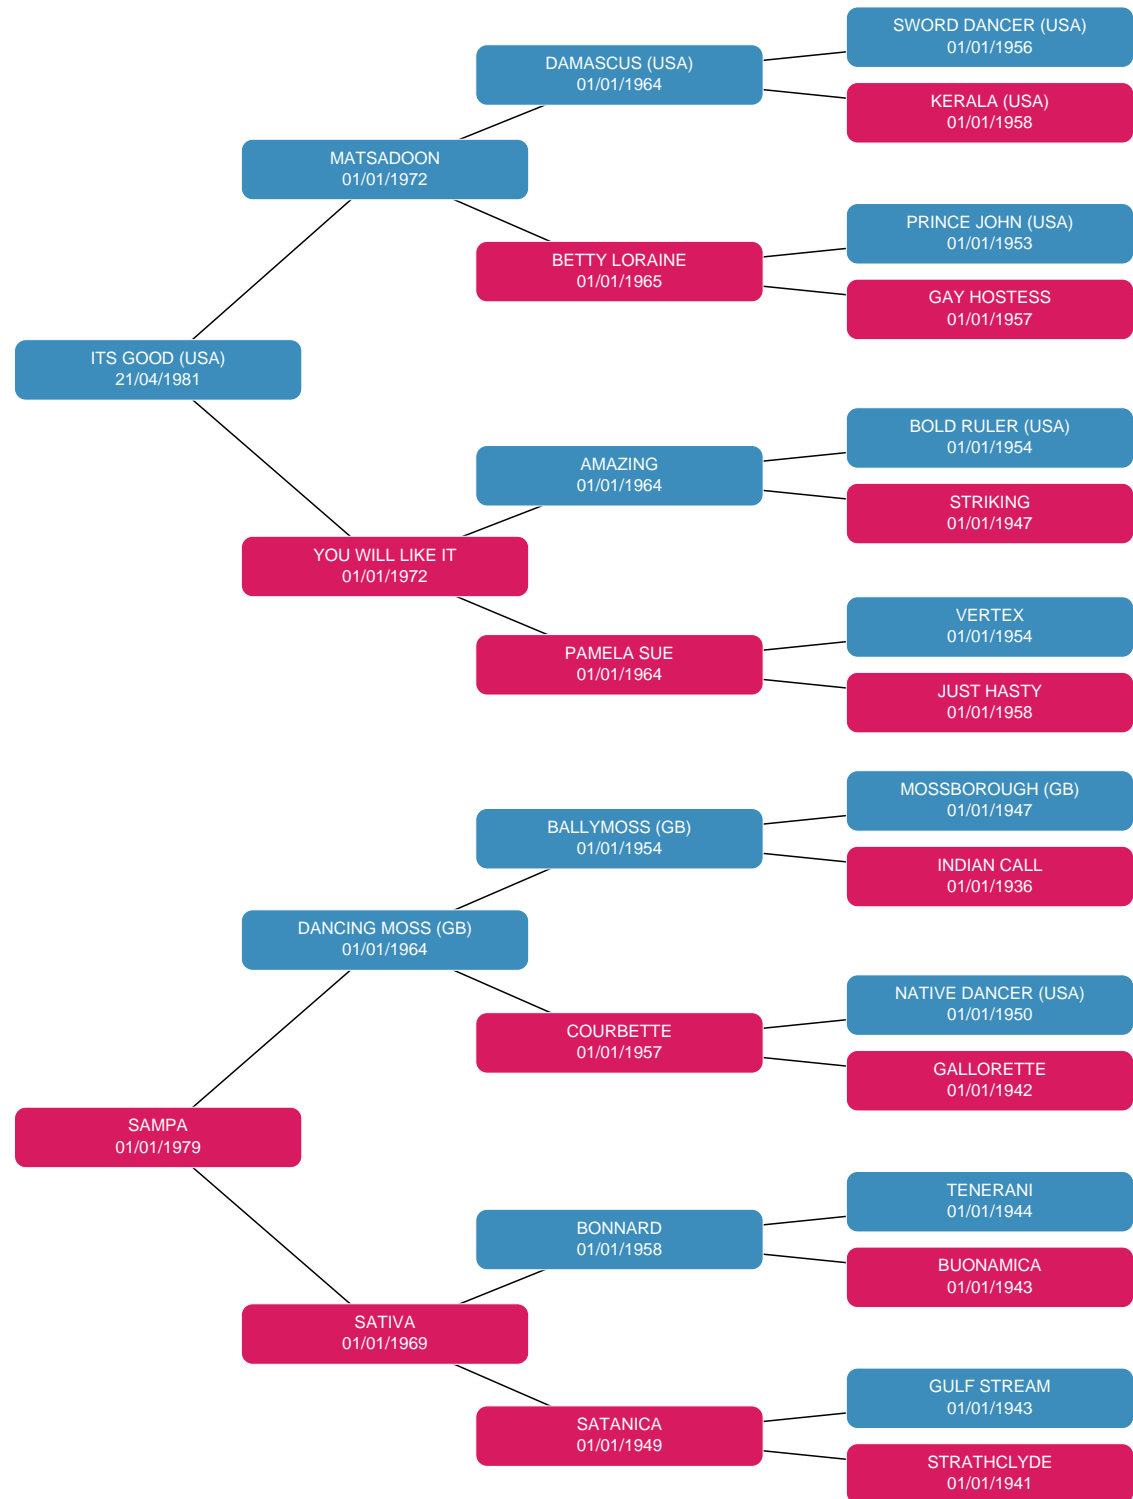 SWORD DANCER (USA)
01/01/1956
DAMASCUS (USA)
01/01/1964
KERALA (USA)
01/01/1958
MATSADOON
01/01/1972
PRINCE JOHN (USA)
01/01/1953
BETTY LORAINE
01/01/1965
GAY HOSTESS
01/01/1957
ITS GOOD (USA)
21/04/1981
BOLD RULER (USA)
01/01/1954
AMAZING
01/01/1964
STRIKING
01/01/1947
YOU WILL LIKE IT
01/01/1972
VERTEX
01/01/1954
PAMELA SUE
01/01/1964
JUST HASTY
01/01/1958
MOSSBOROUGH (GB)
01/01/1947
BALLYMOSS (GB)
01/01/1954
INDIAN CALL
01/01/1936
DANCING MOSS (GB)
01/01/1964
NATIVE DANCER (USA)
01/01/1950
COURBETTE
01/01/1957
GALLORETTE
01/01/1942
SAMPA
01/01/1979
TENERANI
01/01/1944
BONNARD
01/01/1958
BUONAMICA
01/01/1943
SATIVA
01/01/1969
GULF STREAM
01/01/1943
SATANICA
01/01/1949
STRATHCLYDE
01/01/1941